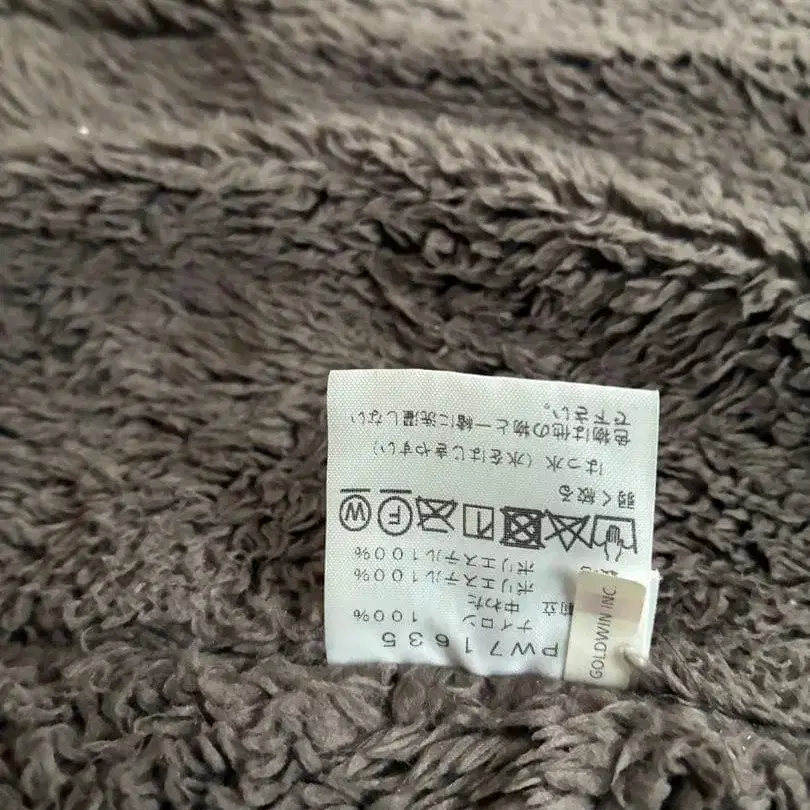 PW71635
ナイロン 100%
立 中わた
ポリエステル100%
ポリエステル100%
F W
弱く絞る
はっ水(水をはじきやすい)
色物は他の物と一緒に洗濯しない
で下さい。
GOLDWIN INC.